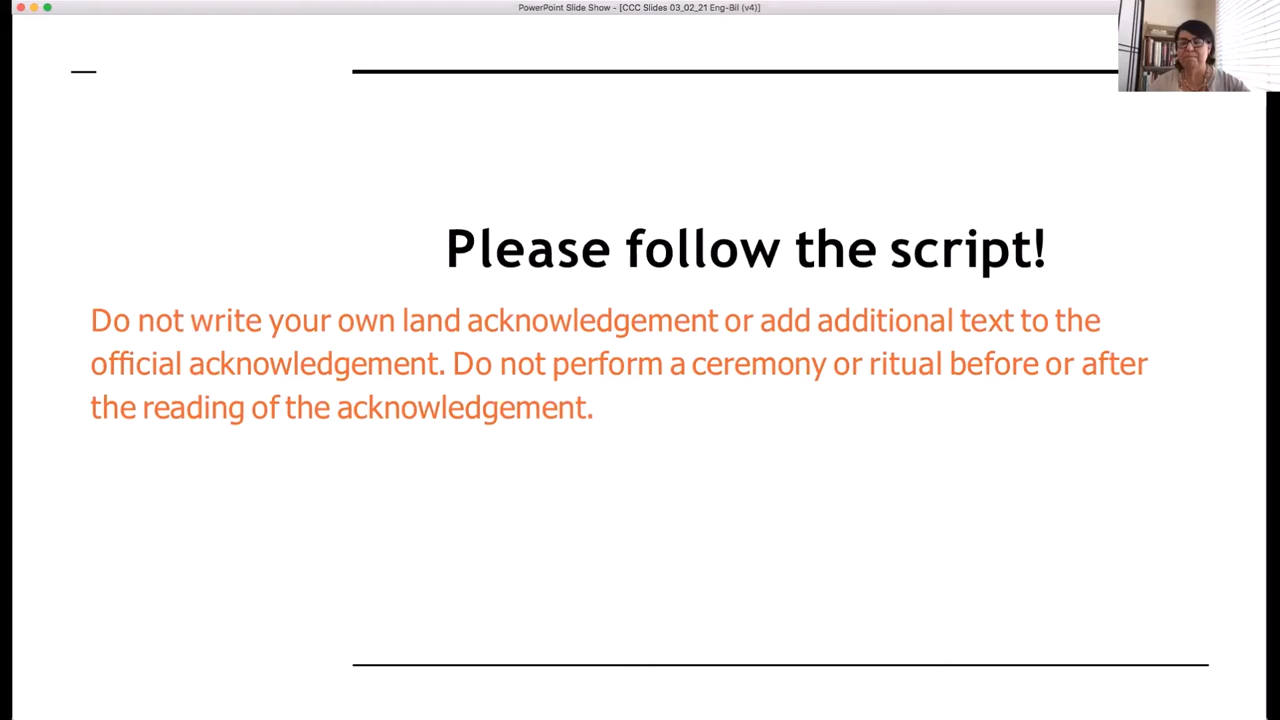 PowerPoint Slide Show - [CCC Slides 03_02_21 Eng-Bil (v4)]
Please follow the script!
Do not write your own land acknowledgement or add additional text to the
official acknowledgement. Do not perform a ceremony or ritual before or after
the reading of the acknowledgement.